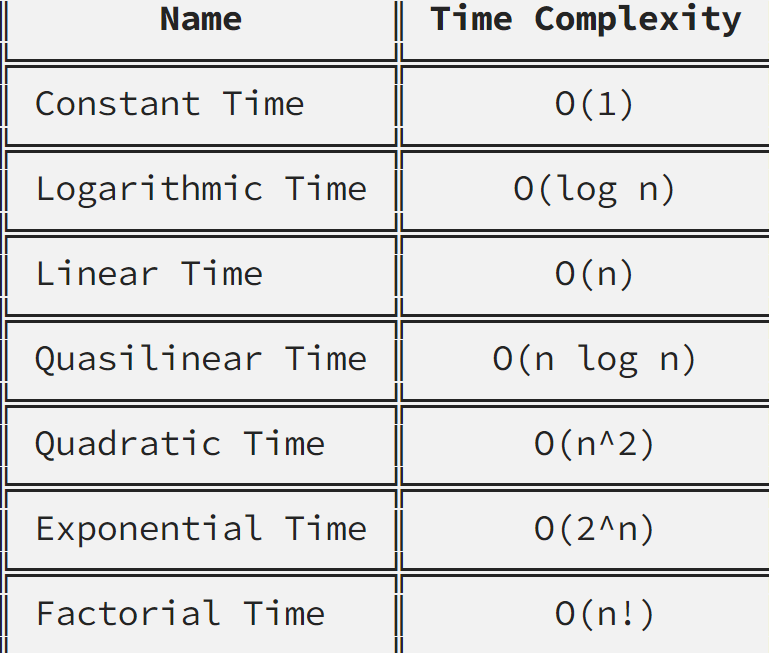 Name Time Complexity
Constant Time O(1)
Logarithmic Time O(log n)
Linear Time O(n)
Quasilinear Time O(n log n)
Quadratic Time O(n^2)
Exponential Time O(2^n)
Factorial Time O(n!)